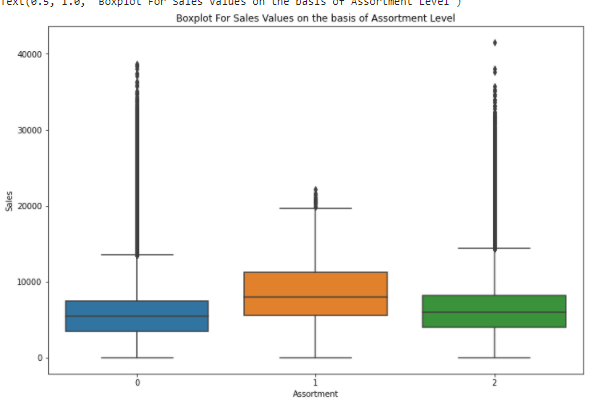 Text(0.5, 1.0, 'Boxplot For Sales Values on the basis of Assortment Level')
Boxplot For Sales Values on the basis of Assortment Level
40000
30000
20000
10000
0
Sales
0 1 2
Assortment